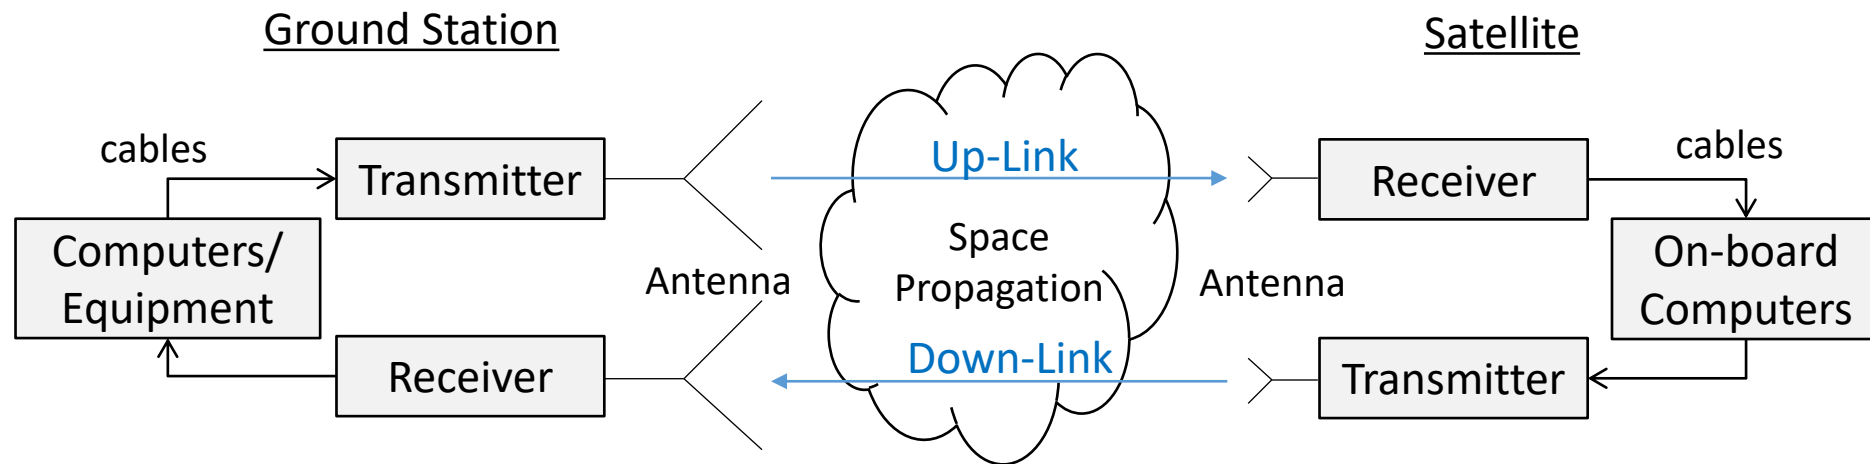 Ground Station
Satellite
cables
Transmitter
Up-Link
Receiver
cables
Computers/
Equipment
Antenna
Space
Propagation
Antenna
On-board
Computers
Receiver
Down-Link
Transmitter